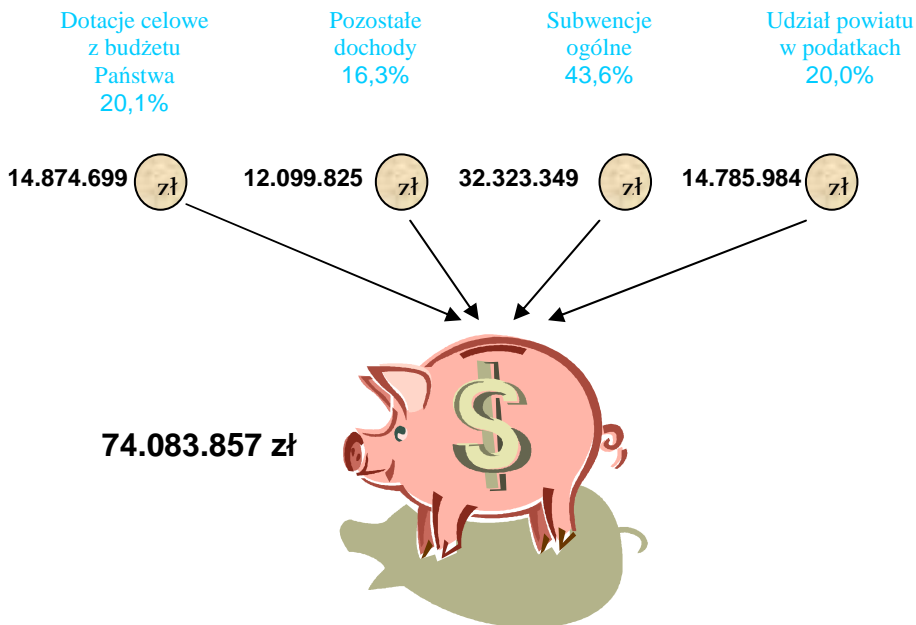 Dotacje celowe
z budżetu
Państwa
20,1%
Pozostałe
dochody
16,3%
Subwencje
ogólne
43,6%
Udział powiatu
w podatkach
20,0%
14.874.699 zł
12.099.825 zł
32.323.349 zł
14.785.984 zł
$
74.083.857 zł